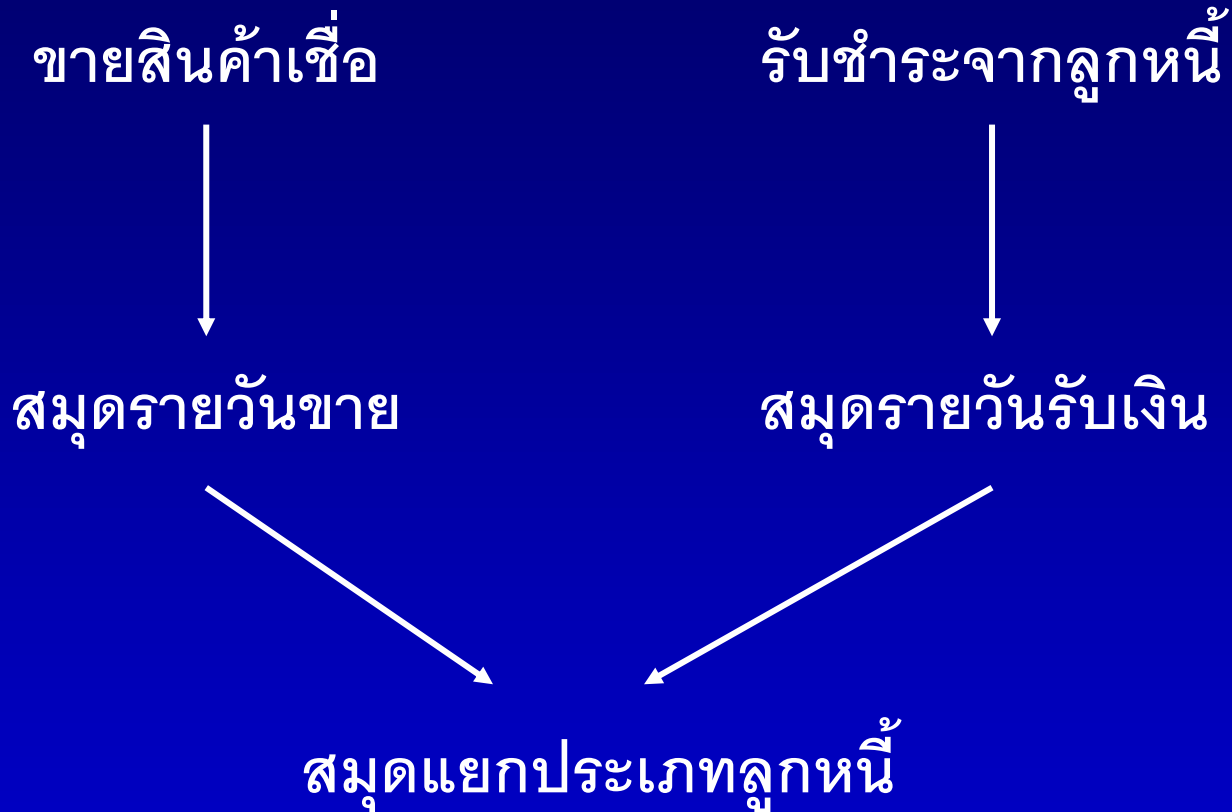 ขายสินค้าเชื่อ
รับชำระจากลูกหนี้
สมุดรายวันขาย
สมุดรายวันรับเงิน
สมุดแยกประเภทลูกหนี้